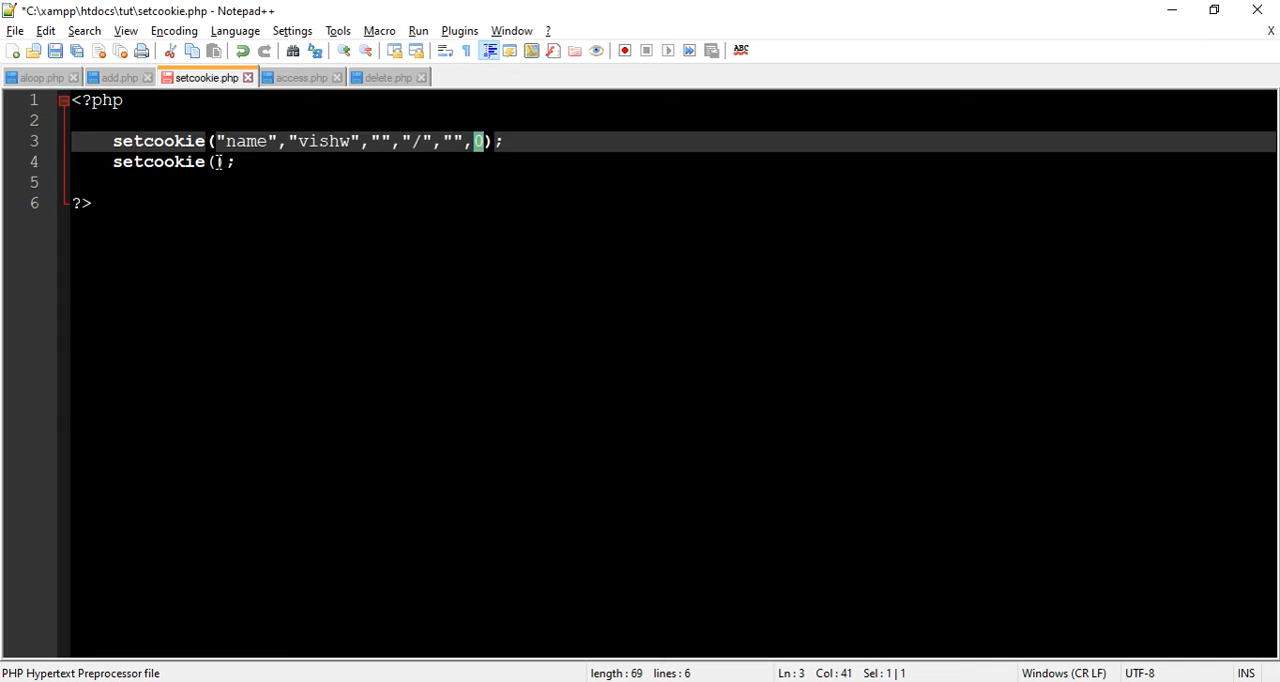 *C:\xampp\htdocs\tut\setcookie.php - Notepad++
File Edit Search View Encoding Language Settings Tools Macro Run Plugins Window ? X
aloop.php add.php setcookie.php access.php delete.php
1 <?php
2
3 setcookie("name","vishw","","/","",0);
4 setcookie();
5
6 ?>
PHP Hypertext Preprocessor file length : 69 lines : 6 Ln : 3 Col : 41 Sel : 1 | 1 Windows (CR LF) UTF-8 INS